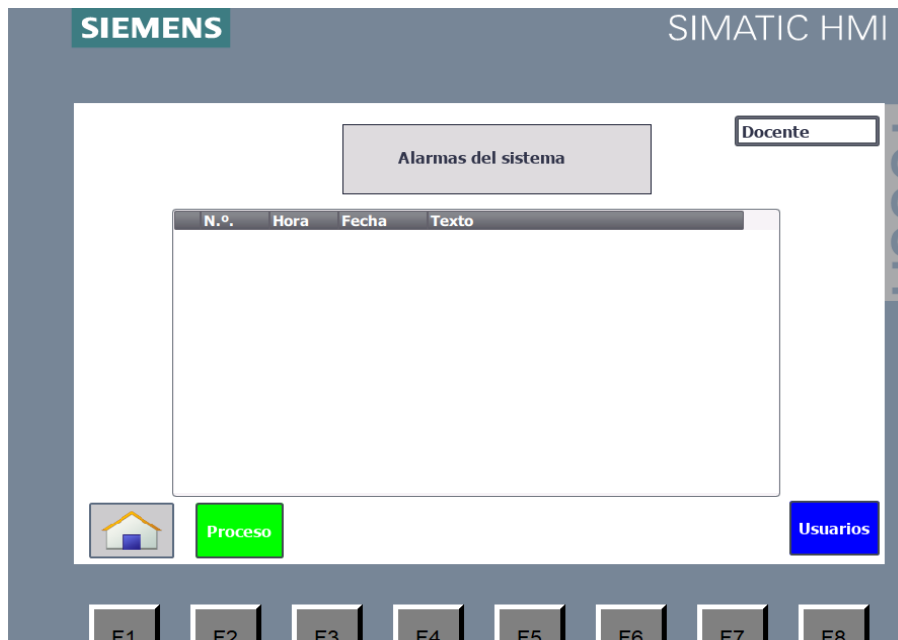 SIEMENS
SIMATIC HMI
Docente
Alarmas del sistema
N.º. Hora Fecha Texto
Proceso
Usuarios
F1 F2 F3 F4 F5 F6 F7 F8